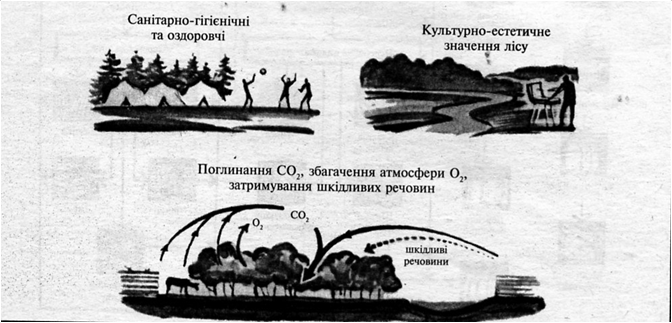 Санітарно-гігієнічні
та оздоровчі
Культурно-естетичне
значення лісу
Поглинання CO₂, збагачення атмосфери O₂,
затримування шкідливих речовин
O₂
CO₂
шкідливі
речовини